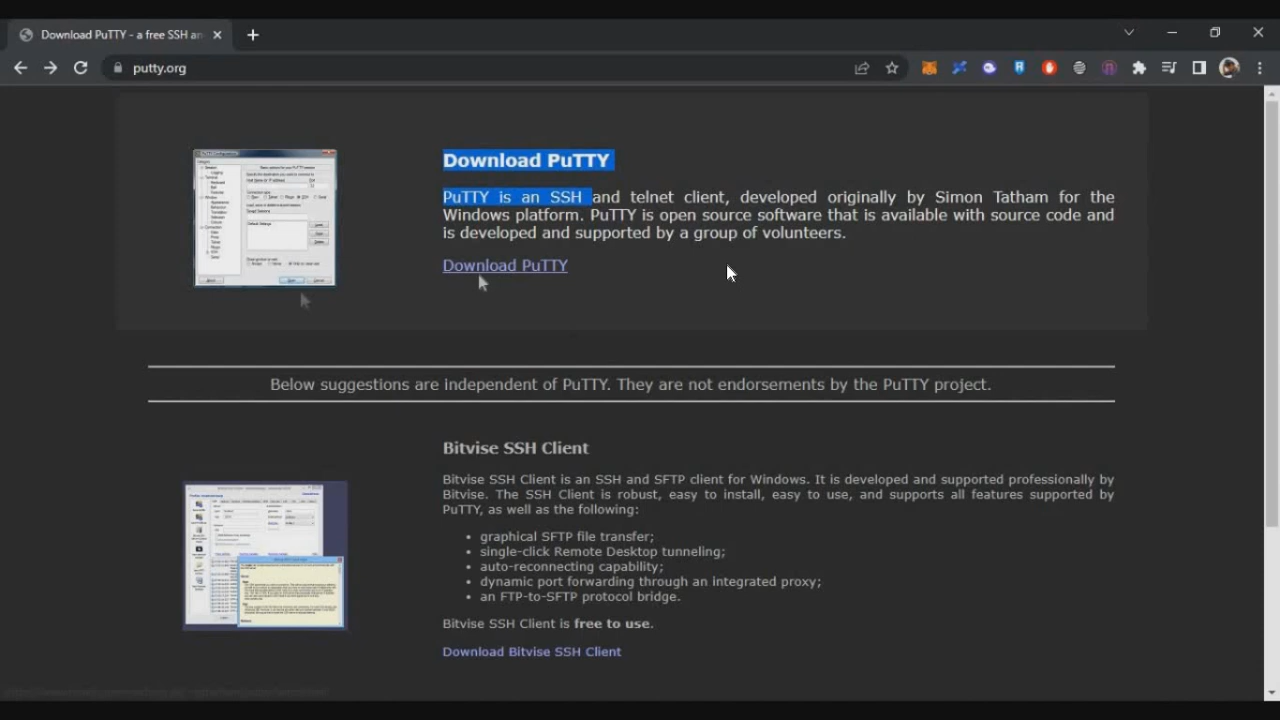 Download PuTTY - a free SSH an
putty.org
Download PuTTY
PuTTY is an SSH and telnet client, developed originally by Simon Tatham for the
Windows platform. PuTTY is open source software that is available with source code and
is developed and supported by a group of volunteers.
Download PuTTY
Below suggestions are independent of PuTTY. They are not endorsements by the PuTTY project.
Bitvise SSH Client
Bitvise SSH Client is an SSH and SFTP client for Windows. It is developed and supported professionally by
Bitvise. The SSH Client is robust, easy to install, easy to use, and supports all features supported by
PuTTY, as well as the following:
graphical SFTP file transfer;
single-click Remote Desktop tunneling;
auto-reconnecting capability;
dynamic port forwarding through an integrated proxy;
an FTP-to-SFTP protocol bridge.
Bitvise SSH Client is free to use.
Download Bitvise SSH Client